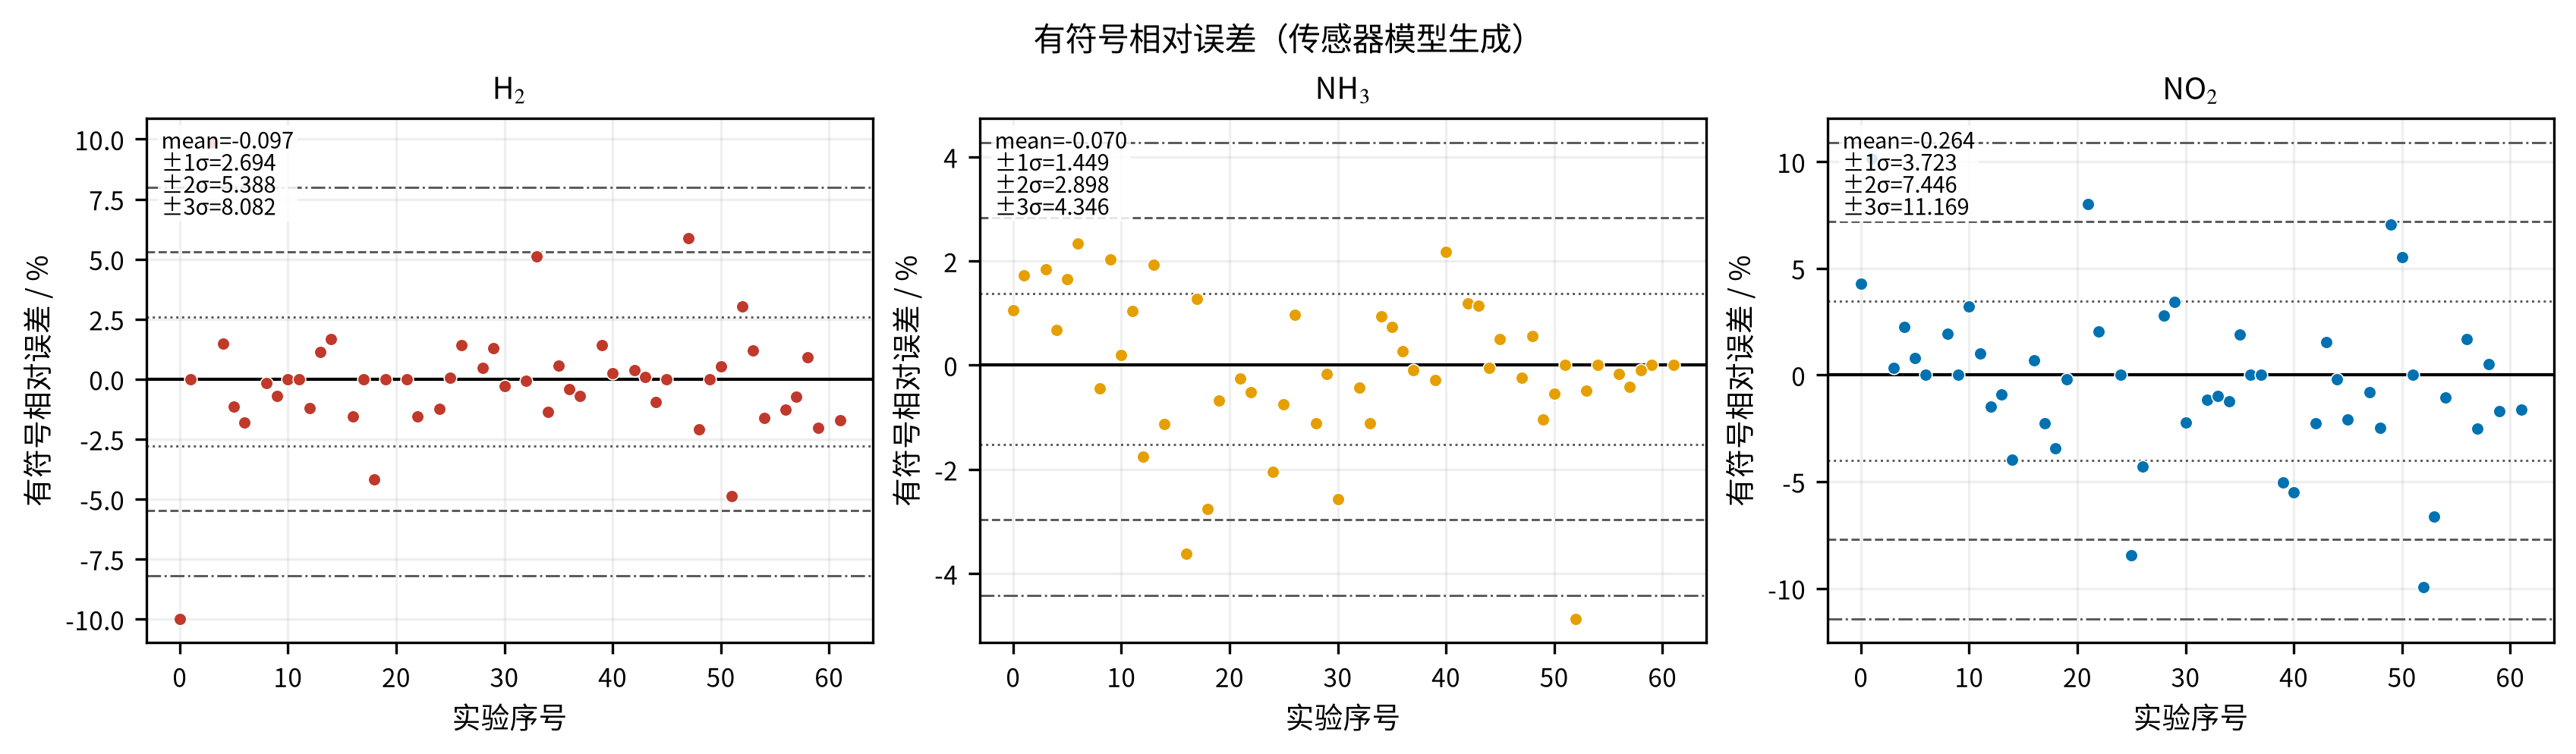 有符号相对误差（传感器模型生成）
H₂
有符号相对误差 / %
10.0
7.5
5.0
2.5
0.0
-2.5
-5.0
-7.5
-10.0
mean=-0.097
±1σ=2.694
±2σ=5.388
±3σ=8.082
0 10 20 30 40 50 60
实验序号
NH₃
有符号相对误差 / %
4
2
0
-2
-4
mean=-0.070
±1σ=1.449
±2σ=2.898
±3σ=4.346
0 10 20 30 40 50 60
实验序号
NO₂
有符号相对误差 / %
10
5
0
-5
-10
mean=-0.264
±1σ=3.723
±2σ=7.446
±3σ=11.169
0 10 20 30 40 50 60
实验序号